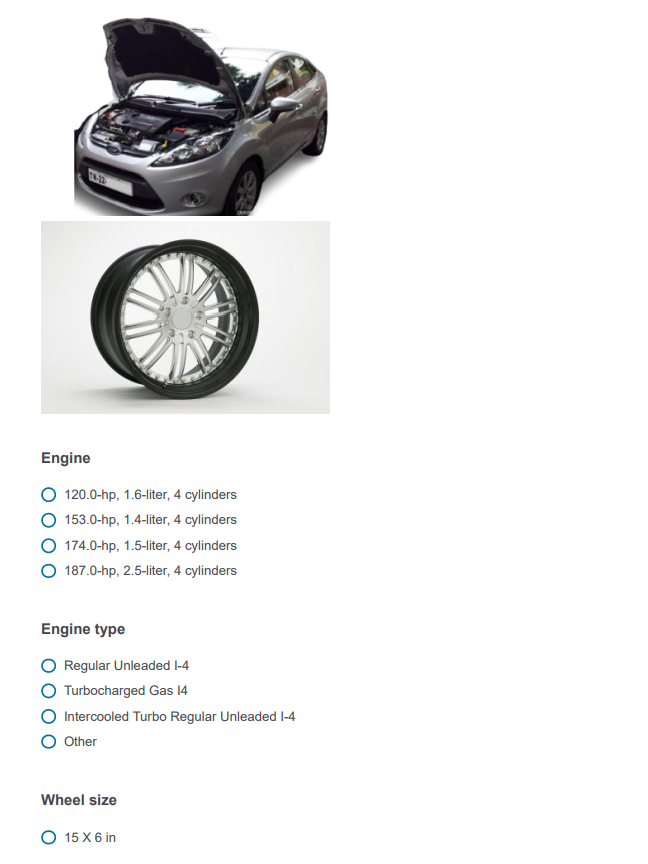 TN-22-
Engine
120.0-hp, 1.6-liter, 4 cylinders
153.0-hp, 1.4-liter, 4 cylinders
174.0-hp, 1.5-liter, 4 cylinders
187.0-hp, 2.5-liter, 4 cylinders
Engine type
Regular Unleaded I-4
Turbocharged Gas I4
Intercooled Turbo Regular Unleaded I-4
Other
Wheel size
15 X 6 in